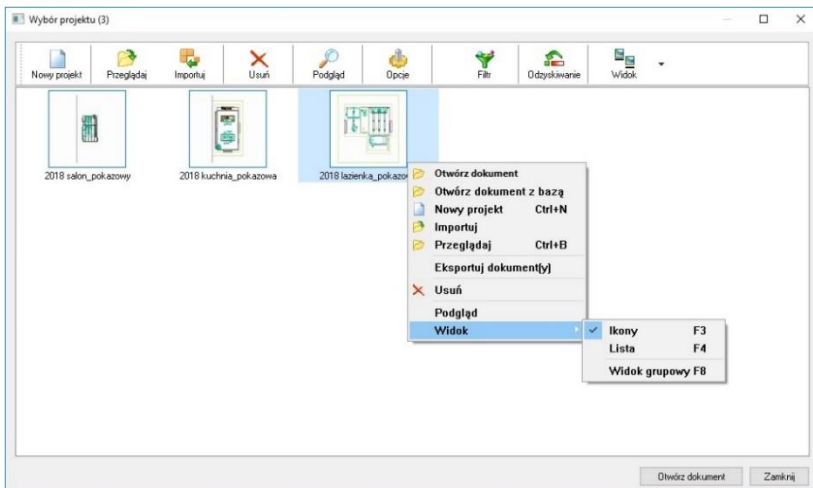 Wybór projektu (3)
Nowy projekt Przeglądaj Importuj Usuń Podgląd Opcje Filtr Odzyskiwanie Widok
2018 salon_pokazowy 2018 kuchnia_pokazowa 2018 lazienka_pokazo
Otwórz dokument
Otwórz dokument z bazą
Nowy projekt Ctrl+N
Importuj
Przeglądaj Ctrl+B
Eksportuj dokument(y)
Usuń
Podgląd
Widok
Ikony F3
Lista F4
Widok grupowy F8
Otwórz dokument Zamknij